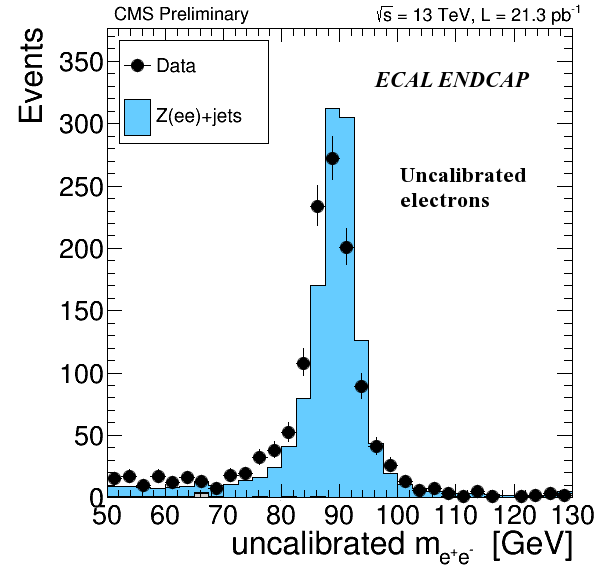 CMS Preliminary
√s = 13 TeV, L = 21.3 pb⁻¹
Events
350
300
250
200
150
100
50
0
Data
Z(ee)+jets
ECAL ENDCAP
Uncalibrated
electrons
50 60 70 80 90 100 110 120 130
uncalibrated m_e⁺e⁻ [GeV]